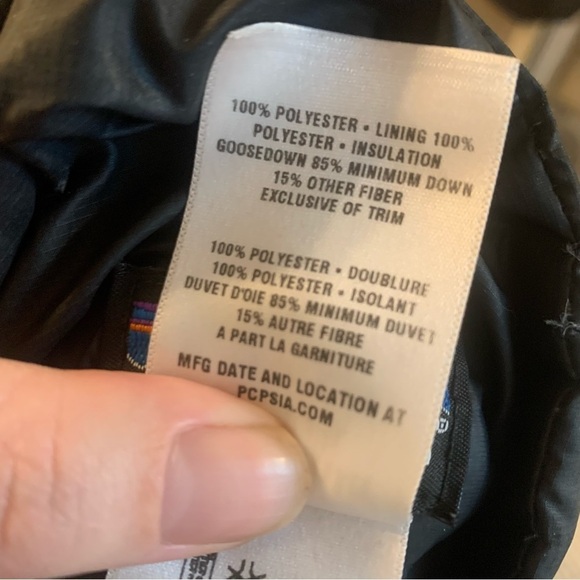 100% POLYESTER • LINING 100%
POLYESTER • INSULATION
GOOSEDOWN 85% MINIMUM DOWN
15% OTHER FIBER
EXCLUSIVE OF TRIM
100% POLYESTER • DOUBLURE
100% POLYESTER • ISOLANT
DUVET D'OIE 85% MINIMUM DUVET
15% AUTRE FIBRE
A PART LA GARNITURE
MFG DATE AND LOCATION AT
PCPSIA.COM